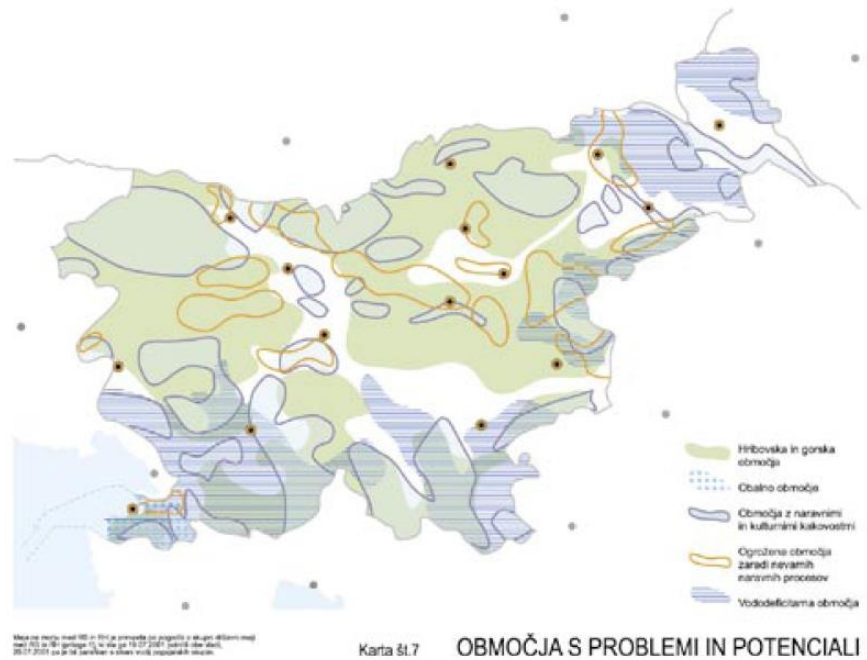 Hribovska in gorska
območja
Obalno območje
Območja z naravnimi
in kulturnimi kakovostmi
Ogrožena območja
zaradi nevarnih
naravnih procesov
Vododeficitarna območja
Karta št.7
OBMOČJA S PROBLEMI IN POTENCIALI